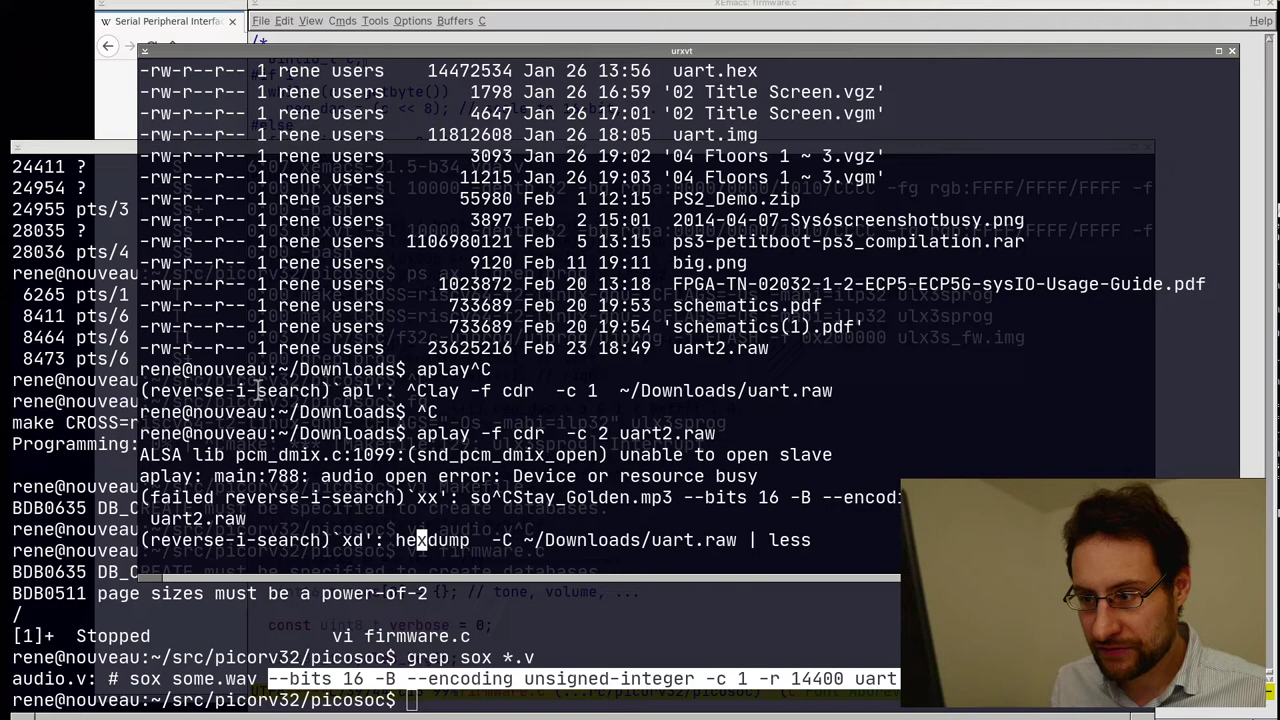 XEmacs: firmware.c
W Serial Peripheral Interfa
File Edit View Cmds Tools Options Buffers C
Help
/*
urxvt
-rw-r--r-- 1 rene users 14472534 Jan 26 13:56 uart.hex
-rw-r--r-- 1 rene users 1798 Jan 26 16:59 '02 Title Screen.vgz'
-rw-r--r-- 1 rene users 4647 Jan 26 17:01 '02 Title Screen.vgm'
-rw-r--r-- 1 rene users 11812608 Jan 26 18:05 uart.img
-rw-r--r-- 1 rene users 3093 Jan 26 19:02 '04 Floors 1 ~ 3.vgz'
-rw-r--r-- 1 rene users 11215 Jan 26 19:03 '04 Floors 1 ~ 3.vgm'
-rw-r--r-- 1 rene users 55980 Feb 1 12:15 PS2_Demo.zip
-rw-r--r-- 1 rene users 3897 Feb 2 15:01 2014-04-07-Sys6screenshotbusy.png
-rw-r--r-- 1 rene users 1106980121 Feb 5 13:15 ps3-petitboot-ps3_compilation.rar
-rw-r--r-- 1 rene users 9120 Feb 11 19:11 big.png
-rw-r--r-- 1 rene users 1023872 Feb 20 13:18 FPGA-TN-02032-1-2-ECP5-ECP5G-sysIO-Usage-Guide.pdf
-rw-r--r-- 1 rene users 733689 Feb 20 19:53 schematics.pdf
-rw-r--r-- 1 rene users 733689 Feb 20 19:54 'schematics(1).pdf'
-rw-r--r-- 1 rene users 23625216 Feb 23 18:49 uart2.raw
rene@nouveau:~/Downloads$ aplay^C
(reverse-i-search)`apl': ^Clay -f cdr -c 1 ~/Downloads/uart.raw
rene@nouveau:~/Downloads$ ^C
rene@nouveau:~/Downloads$ aplay -f cdr -c 2 uart2.raw
ALSA lib pcm_dmix.c:1099:(snd_pcm_dmix_open) unable to open slave
aplay: main:788: audio open error: Device or resource busy
(failed reverse-i-search)`xx': so^CStay_Golden.mp3 --bits 16 -B --encodi
uart2.raw
(reverse-i-search)`xd': hexdump -C ~/Downloads/uart.raw | less
24411 ?
24954 ?
24955 pts/3
28035 ?
28036 pts/4
rene@nouveau
6265 pts/1
8411 pts/6
8464 pts/6
8473 pts/6
rene@nouveau
rene@nouveau
make CROSS=
Programming:
rene@nouveau
BDB0635 DB_C
rene@nouveau
rene@nouveau
BDB0635 DB_C
BDB0511 page sizes must be a power-of-2
/
[1]+ Stopped vi firmware.c
rene@nouveau:~/src/picorv32/picosoc$ grep sox *.v
audio.v: # sox some.wav --bits 16 -B --encoding unsigned-integer -c 1 -r 14400 uart
rene@nouveau:~/src/picorv32/picosoc$
const uint8_t verbose = 0;